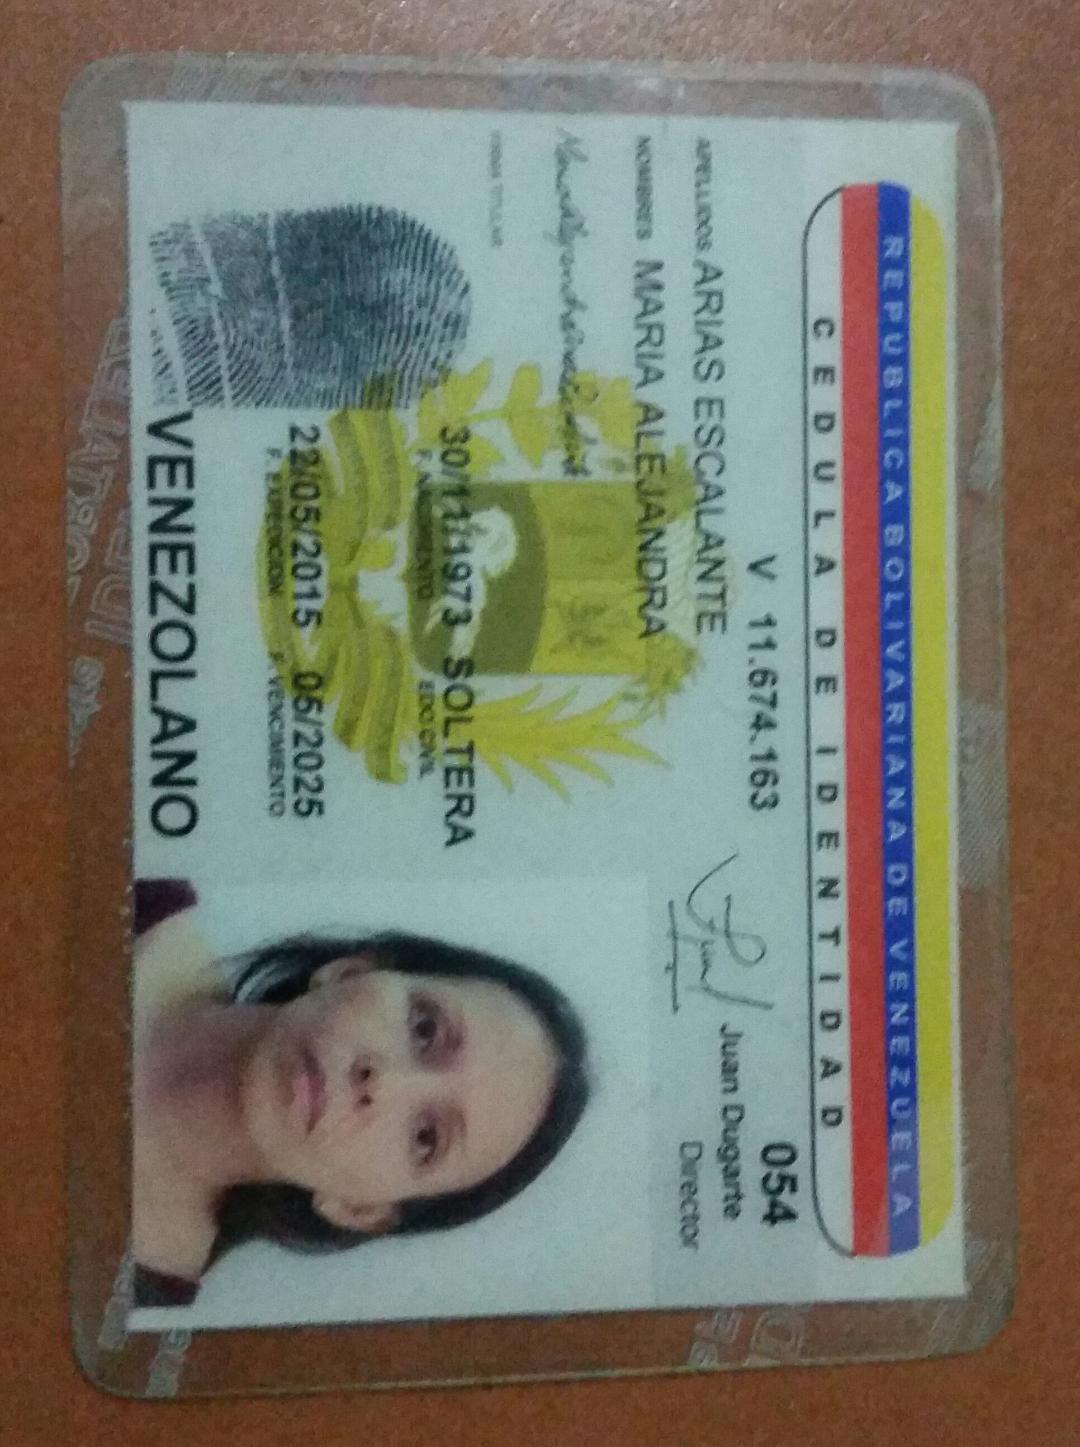 REPUBLICA BOLIVARIANA DE VENEZUELA
CEDULA DE IDENTIDAD
V 11.674.163
054
Juan Dugarte
Director
APELLIDOS ARIAS ESCALANTE
NOMBRES MARIA ALEJANDRA
FIRMA TITULAR
30/11/1973 SOLTERA
F. NACIMIENTO EDO CIVIL
22/05/2015 05/2025
F. EXPEDICION F. VENCIMIENTO
VENEZOLANO